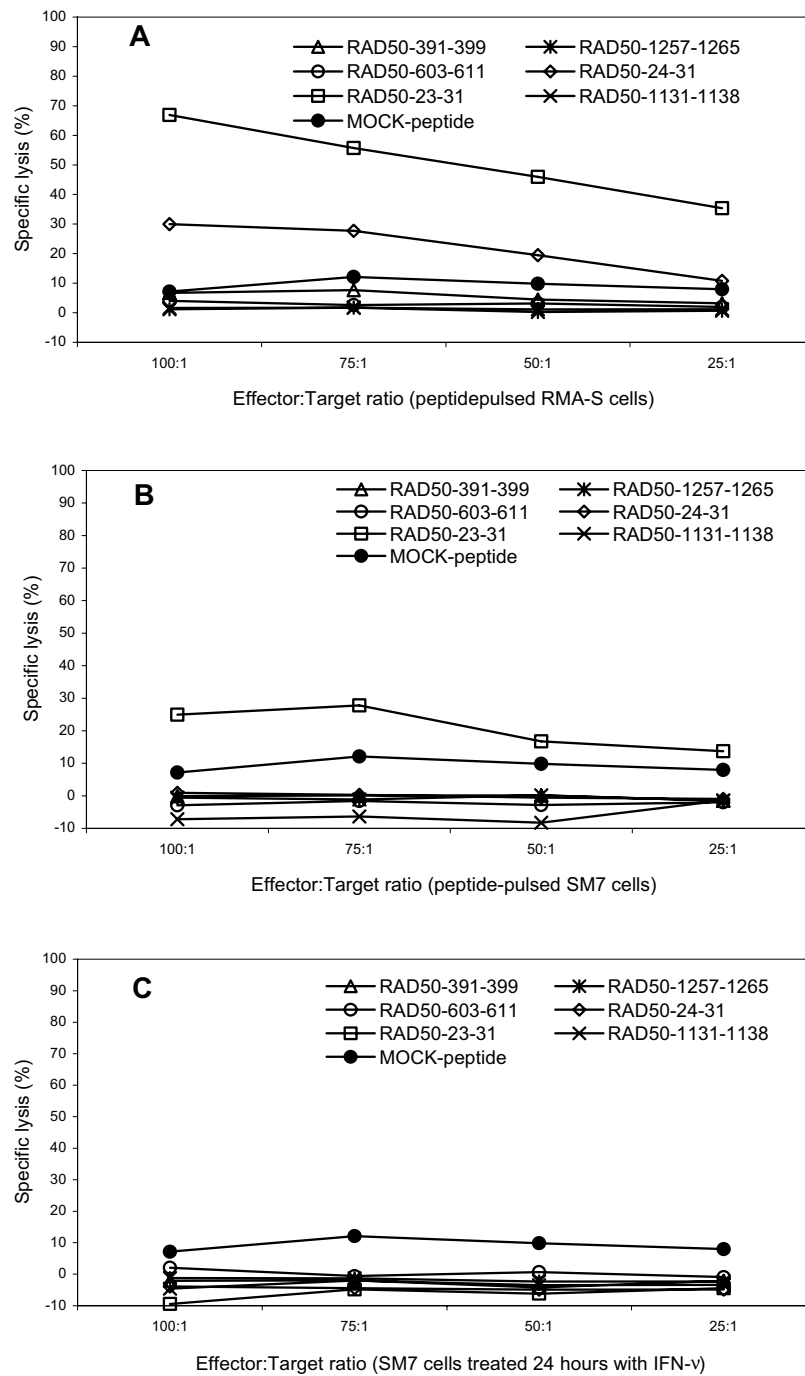 A
RAD50-391-399
RAD50-1257-1265
RAD50-603-611
RAD50-24-31
RAD50-23-31
RAD50-1131-1138
MOCK-peptide
Specific lysis (%)
100
90
80
70
60
50
40
30
20
10
0
-10
100:1
75:1
50:1
25:1
Effector:Target ratio (peptidepulsed RMA-S cells)
B
RAD50-391-399
RAD50-1257-1265
RAD50-603-611
RAD50-24-31
RAD50-23-31
RAD50-1131-1138
MOCK-peptide
Specific lysis (%)
100
90
80
70
60
50
40
30
20
10
0
-10
100:1
75:1
50:1
25:1
Effector:Target ratio (peptide-pulsed SM7 cells)
C
RAD50-391-399
RAD50-1257-1265
RAD50-603-611
RAD50-24-31
RAD50-23-31
RAD50-1131-1138
MOCK-peptide
Specific lysis (%)
100
90
80
70
60
50
40
30
20
10
0
-10
100:1
75:1
50:1
25:1
Effector:Target ratio (SM7 cells treated 24 hours with IFN-ν)